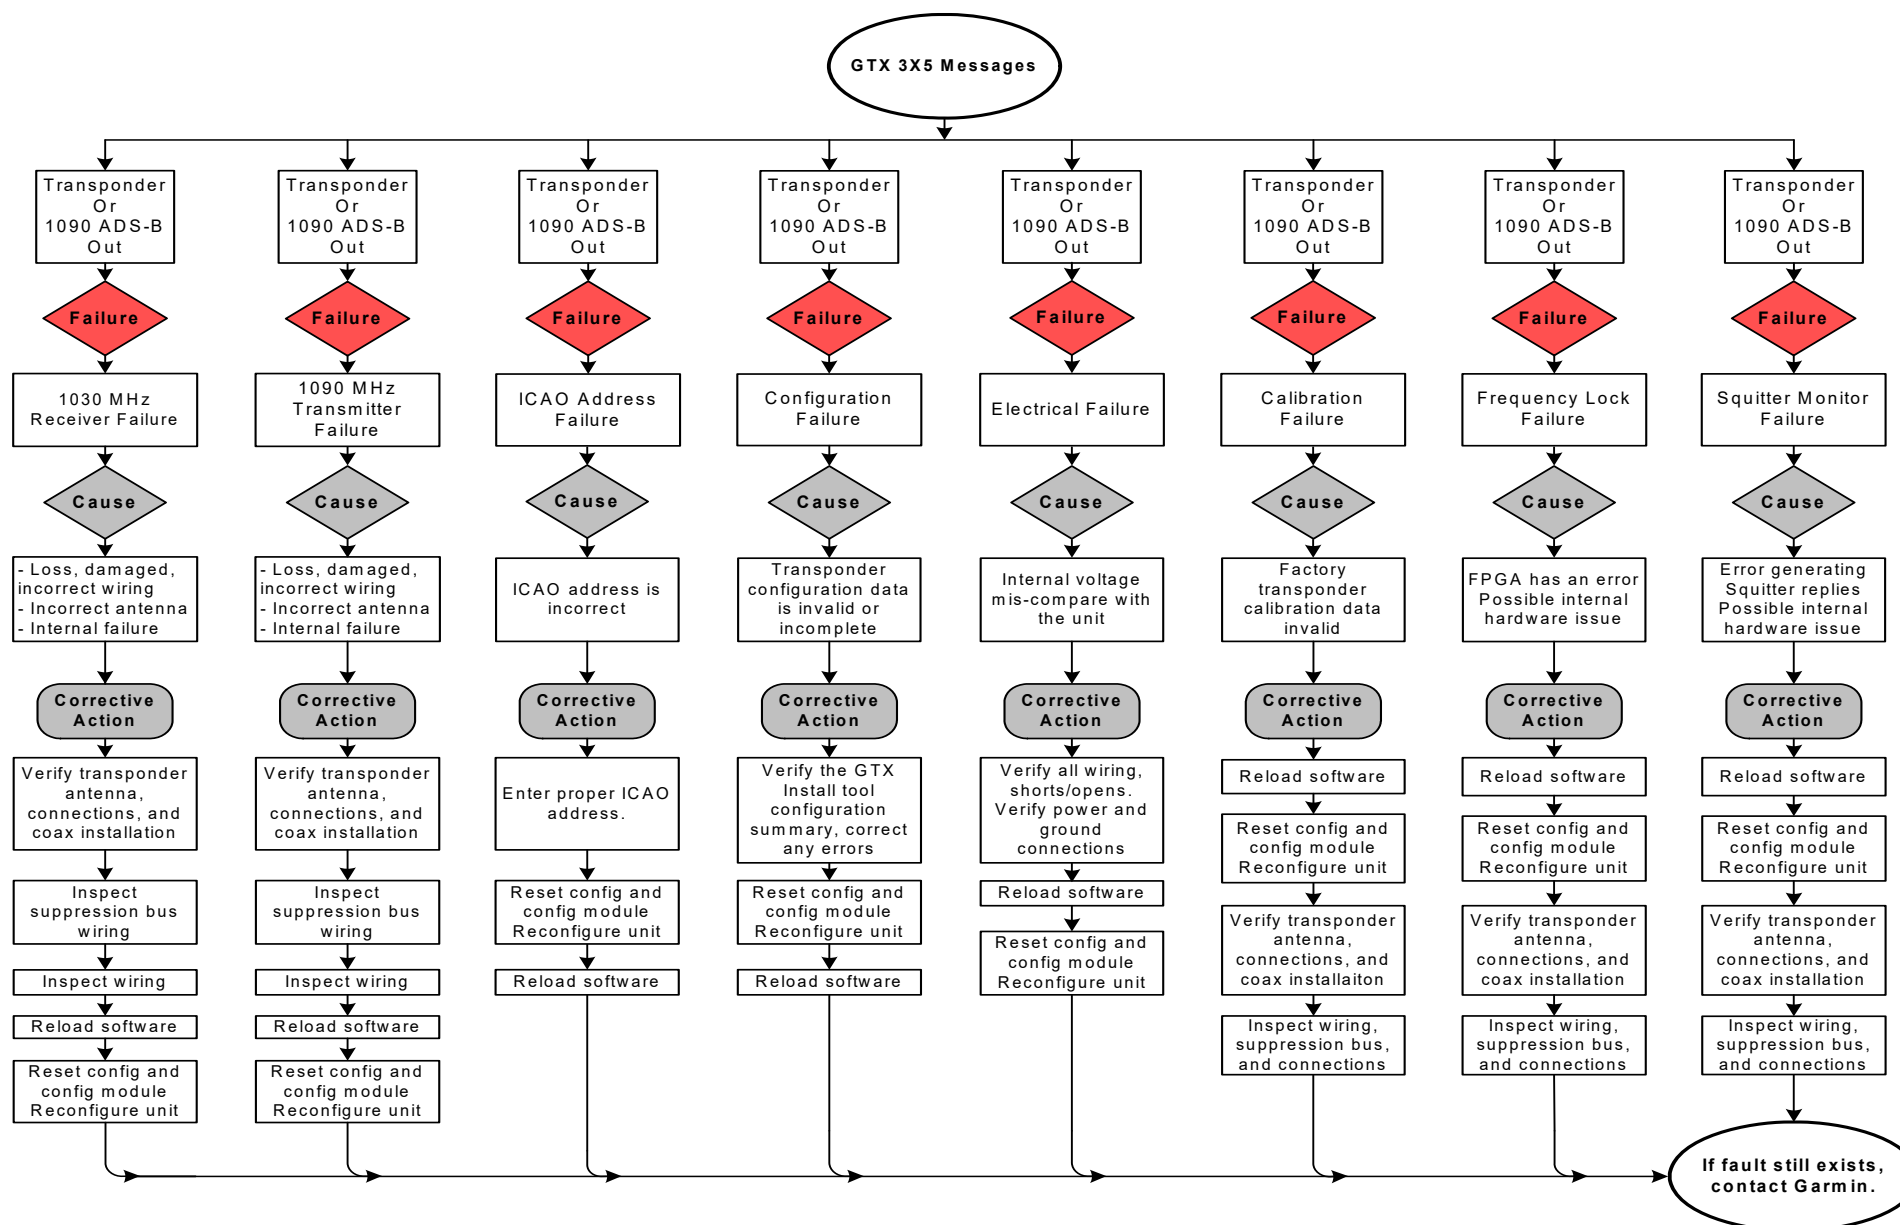 GTX 3X5 Messages
Transponder
Or
1090 ADS-B
Out
Failure
1030 MHz
Receiver Failure
Cause
- Loss, damaged,
incorrect wiring
- Incorrect antenna
- Internal failure
Corrective
Action
Verify transponder
antenna,
connections, and
coax installation
Inspect
suppression bus
wiring
Inspect wiring
Reload software
Reset config and
config module
Reconfigure unit
Transponder
Or
1090 ADS-B
Out
Failure
1090 MHz
Transmitter
Failure
Cause
- Loss, damaged,
incorrect wiring
- Incorrect antenna
- Internal failure
Corrective
Action
Verify transponder
antenna,
connections, and
coax installation
Inspect
suppression bus
wiring
Inspect wiring
Reload software
Reset config and
config module
Reconfigure unit
Transponder
Or
1090 ADS-B
Out
Failure
ICAO Address
Failure
Cause
ICAO address is
incorrect
Corrective
Action
Enter proper ICAO
address.
Reset config and
config module
Reconfigure unit
Reload software
Transponder
Or
1090 ADS-B
Out
Failure
Configuration
Failure
Cause
Transponder
configuration data
is invalid or
incomplete
Corrective
Action
Verify the GTX
Install tool
configuration
summary, correct
any errors
Reset config and
config module
Reconfigure unit
Reload software
Transponder
Or
1090 ADS-B
Out
Failure
Electrical Failure
Cause
Internal voltage
mis-compare with
the unit
Corrective
Action
Verify all wiring,
shorts/opens.
Verify power and
ground
connections
Reload software
Reset config and
config module
Reconfigure unit
Transponder
Or
1090 ADS-B
Out
Failure
Calibration
Failure
Cause
Factory
transponder
calibration data
invalid
Corrective
Action
Reload software
Reset config and
config module
Reconfigure unit
Verify transponder
antenna,
connections, and
coax installaiton
Inspect wiring,
suppression bus,
and connections
Transponder
Or
1090 ADS-B
Out
Failure
Frequency Lock
Failure
Cause
FPGA has an error
Possible internal
hardware issue
Corrective
Action
Reload software
Reset config and
config module
Reconfigure unit
Verify transponder
antenna,
connections, and
coax installation
Inspect wiring,
suppression bus,
and connections
Transponder
Or
1090 ADS-B
Out
Failure
Squitter Monitor
Failure
Cause
Error generating
Squitter replies
Possible internal
hardware issue
Corrective
Action
Reload software
Reset config and
config module
Reconfigure unit
Verify transponder
antenna,
connections, and
coax installation
Inspect wiring,
suppression bus,
and connections
If fault still exists,
contact Garmin.